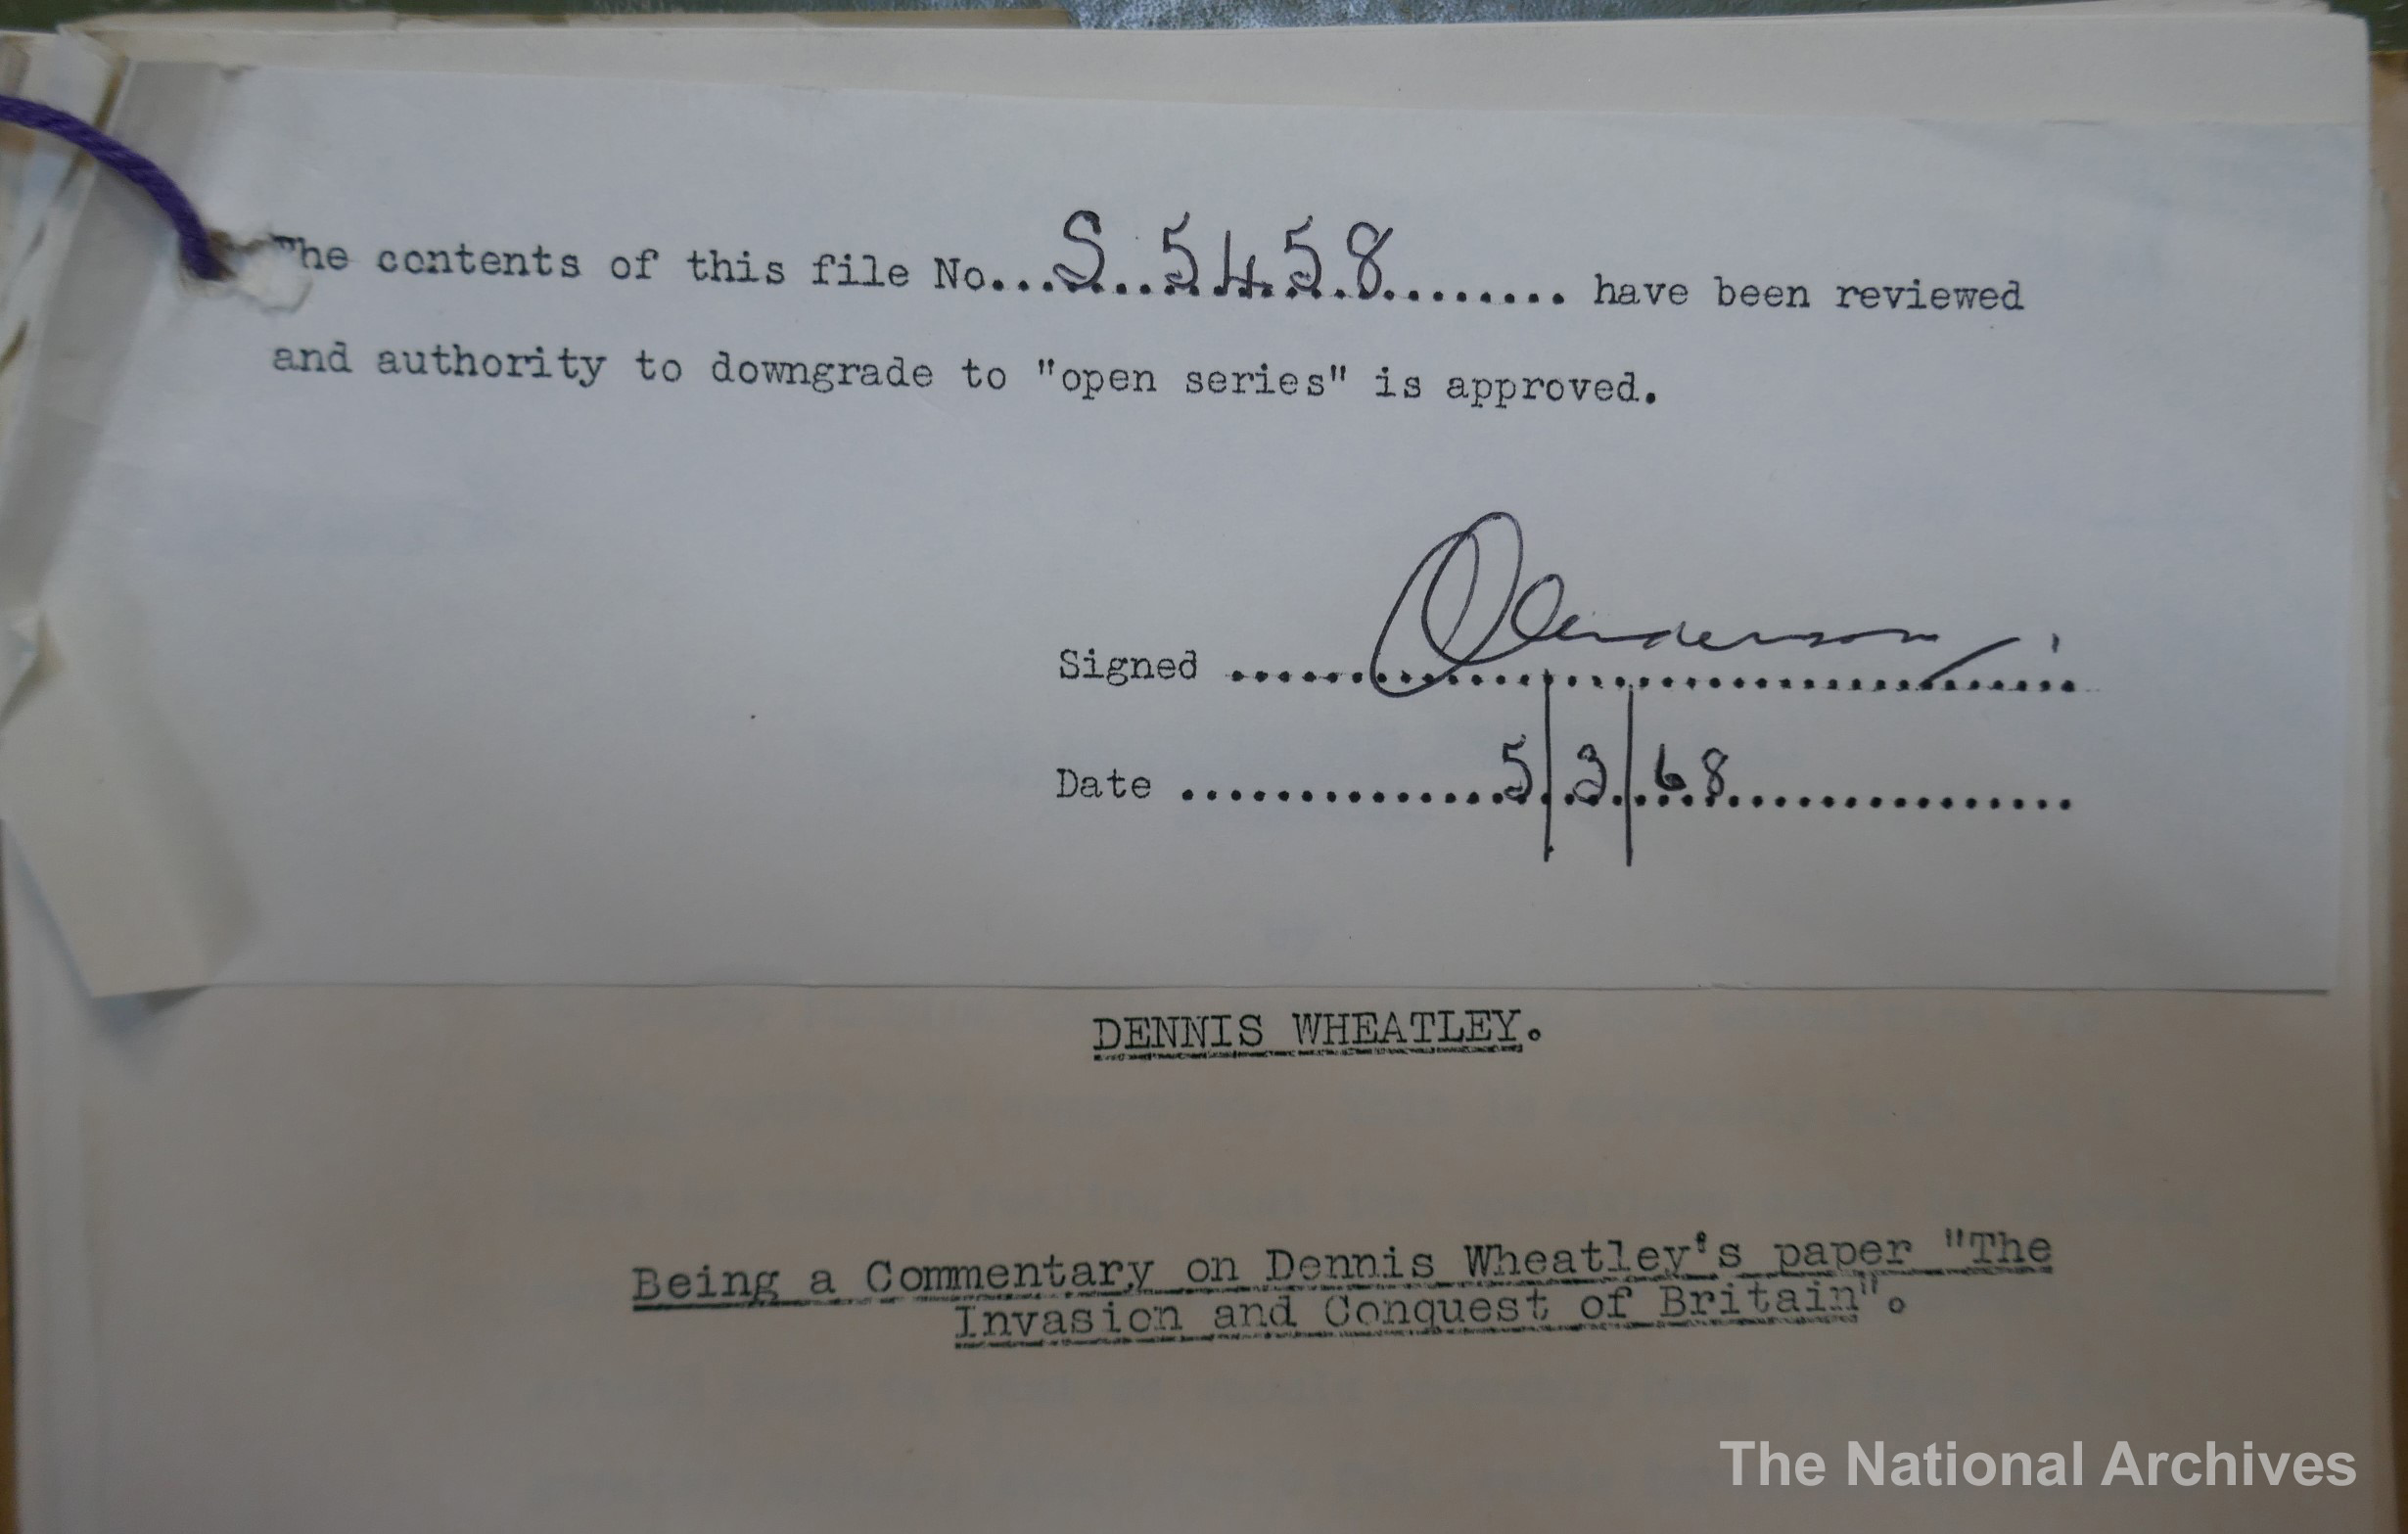 The contents of this file No...S..5458........ have been reviewed
and authority to downgrade to "open series" is approved.
Signed ..............................
Date ..............5/3/68..............
DENNIS WHEATLEY.
Being a Commentary on Dennis Wheatley's paper "The
Invasion and Conquest of Britain".
The National Archives